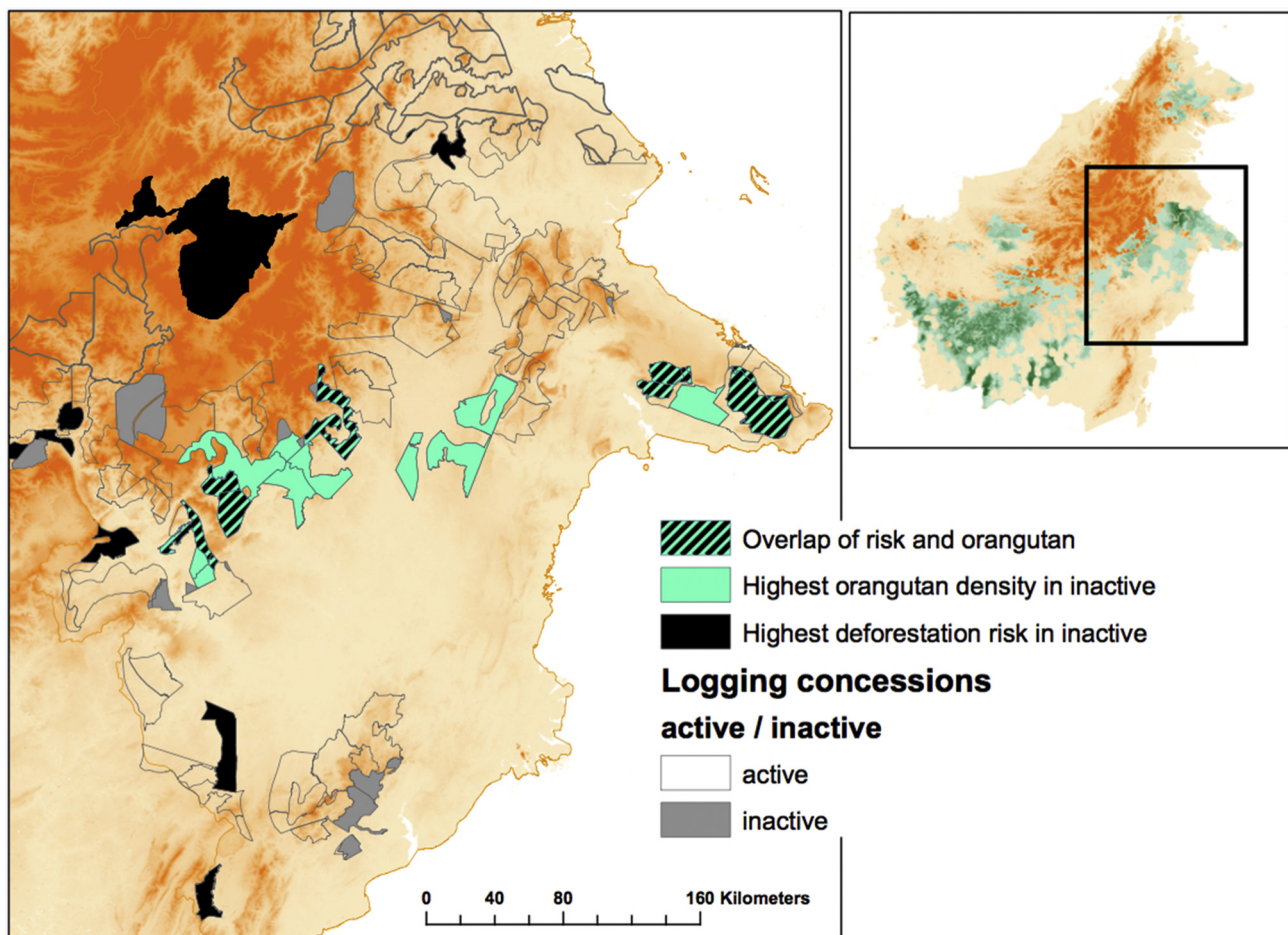 Overlap of risk and orangutan
Highest orangutan density in inactive
Highest deforestation risk in inactive
Logging concessions
active / inactive
active
inactive
0 40 80 160 Kilometers